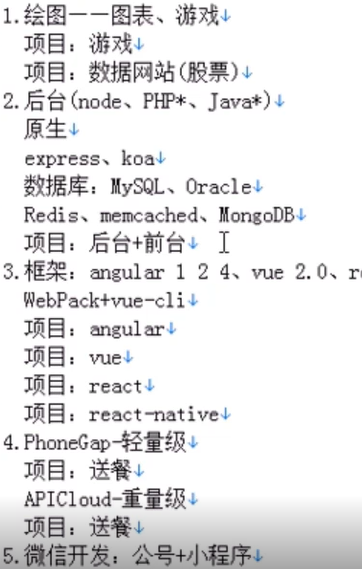 1.绘图——图表、游戏↓
项目：游戏↓
项目：数据网站(股票)↓
2.后台(node、PHP*、Java*)↓
原生↓
express、koa↓
数据库：MySQL、Oracle↓
Redis、memcached、MongoDB↓
项目：后台+前台↓
3.框架：angular 1 2 4、vue 2.0、r
WebPack+vue-cli↓
项目：angular↓
项目：vue↓
项目：react↓
项目：react-native↓
4.PhoneGap-轻量级↓
项目：送餐↓
APICloud-重量级↓
项目：送餐↓
5.微信开发：公号+小程序↓